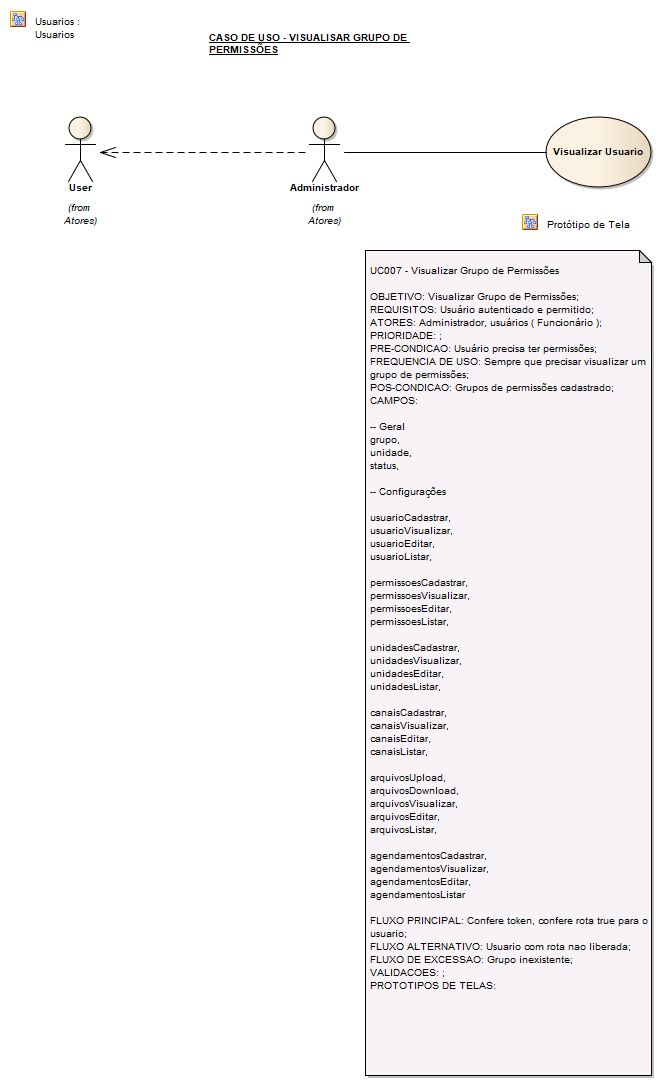 Usuarios :
Usuarios
CASO DE USO - VISUALISAR GRUPO DE
PERMISSÕES
User
(from
Atores)
Administrador
(from
Atores)
Visualizar Usuario
Protótipo de Tela
UC007 - Visualizar Grupo de Permissões
OBJETIVO: Visualizar Grupo de Permissões;
REQUISITOS: Usuário autenticado e permitido;
ATORES: Administrador, usuários ( Funcionário );
PRIORIDADE: ;
PRE-CONDICAO: Usuário precisa ter permissões;
FREQUENCIA DE USO: Sempre que precisar visualizar um
grupo de permissões;
POS-CONDICAO: Grupos de permissões cadastrado;
CAMPOS:
-- Geral
grupo,
unidade,
status,
-- Configurações
usuarioCadastrar,
usuarioVisualizar,
usuarioEditar,
usuarioListar,
permissoesCadastrar,
permissoesVisualizar,
permissoesEditar,
permissoesListar,
unidadesCadastrar,
unidadesVisualizar,
unidadesEditar,
unidadesListar,
canaisCadastrar,
canaisVisualizar,
canaisEditar,
canaisListar,
arquivosUpload,
arquivosDownload,
arquivosVisualizar,
arquivosEditar,
arquivosListar,
agendamentosCadastrar,
agendamentosVisualizar,
agendamentosEditar,
agendamentosListar
FLUXO PRINCIPAL: Confere token, confere rota true para o
usuario;
FLUXO ALTERNATIVO: Usuario com rota nao liberada;
FLUXO DE EXCESSAO: Grupo inexistente;
VALIDACOES: ;
PROTOTIPOS DE TELAS: